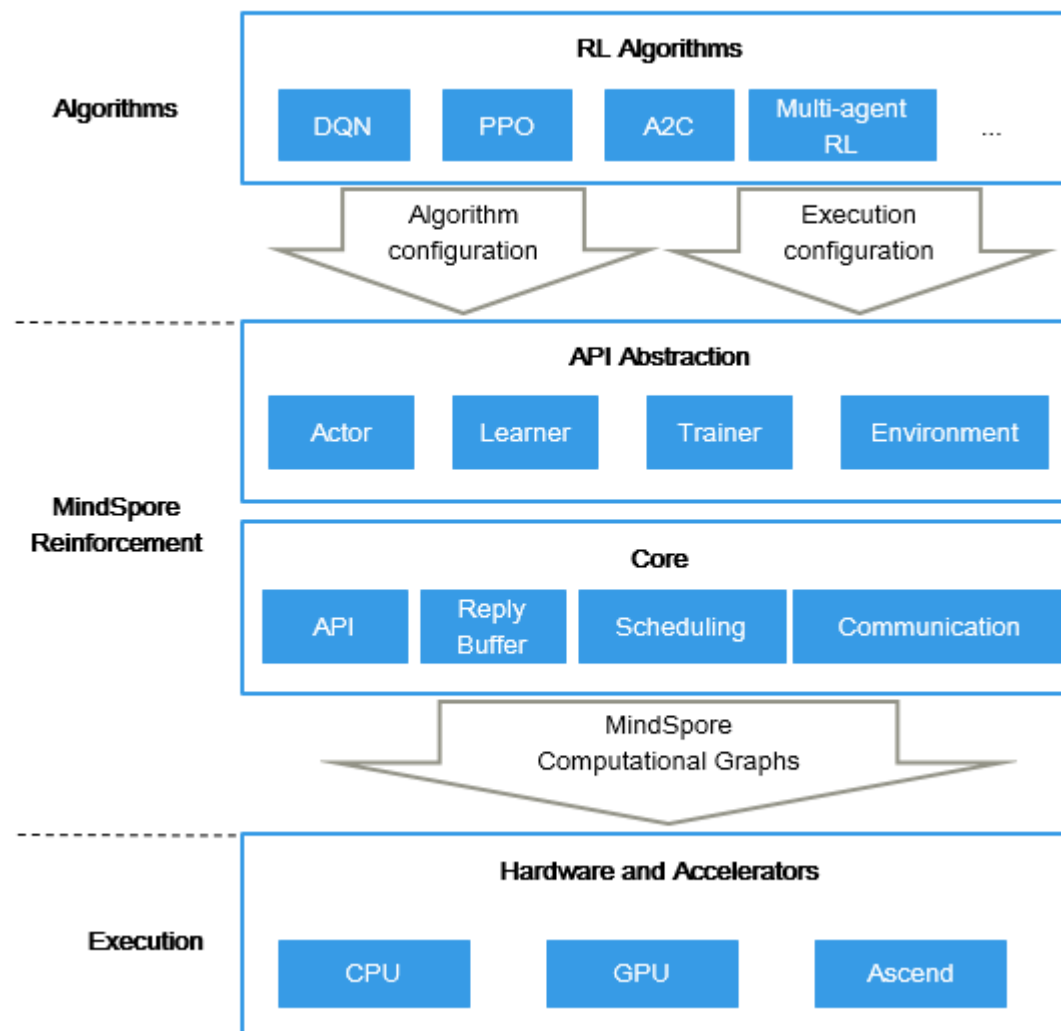 RL Algorithms
Algorithms
DQN
PPO
A2C
Multi-agent
RL
...
Algorithm
configuration
Execution
configuration
API Abstraction
Actor
Learner
Trainer
Environment
MindSpore
Reinforcement
Core
API
Reply
Buffer
Scheduling
Communication
MindSpore
Computational Graphs
Hardware and Accelerators
Execution
CPU
GPU
Ascend